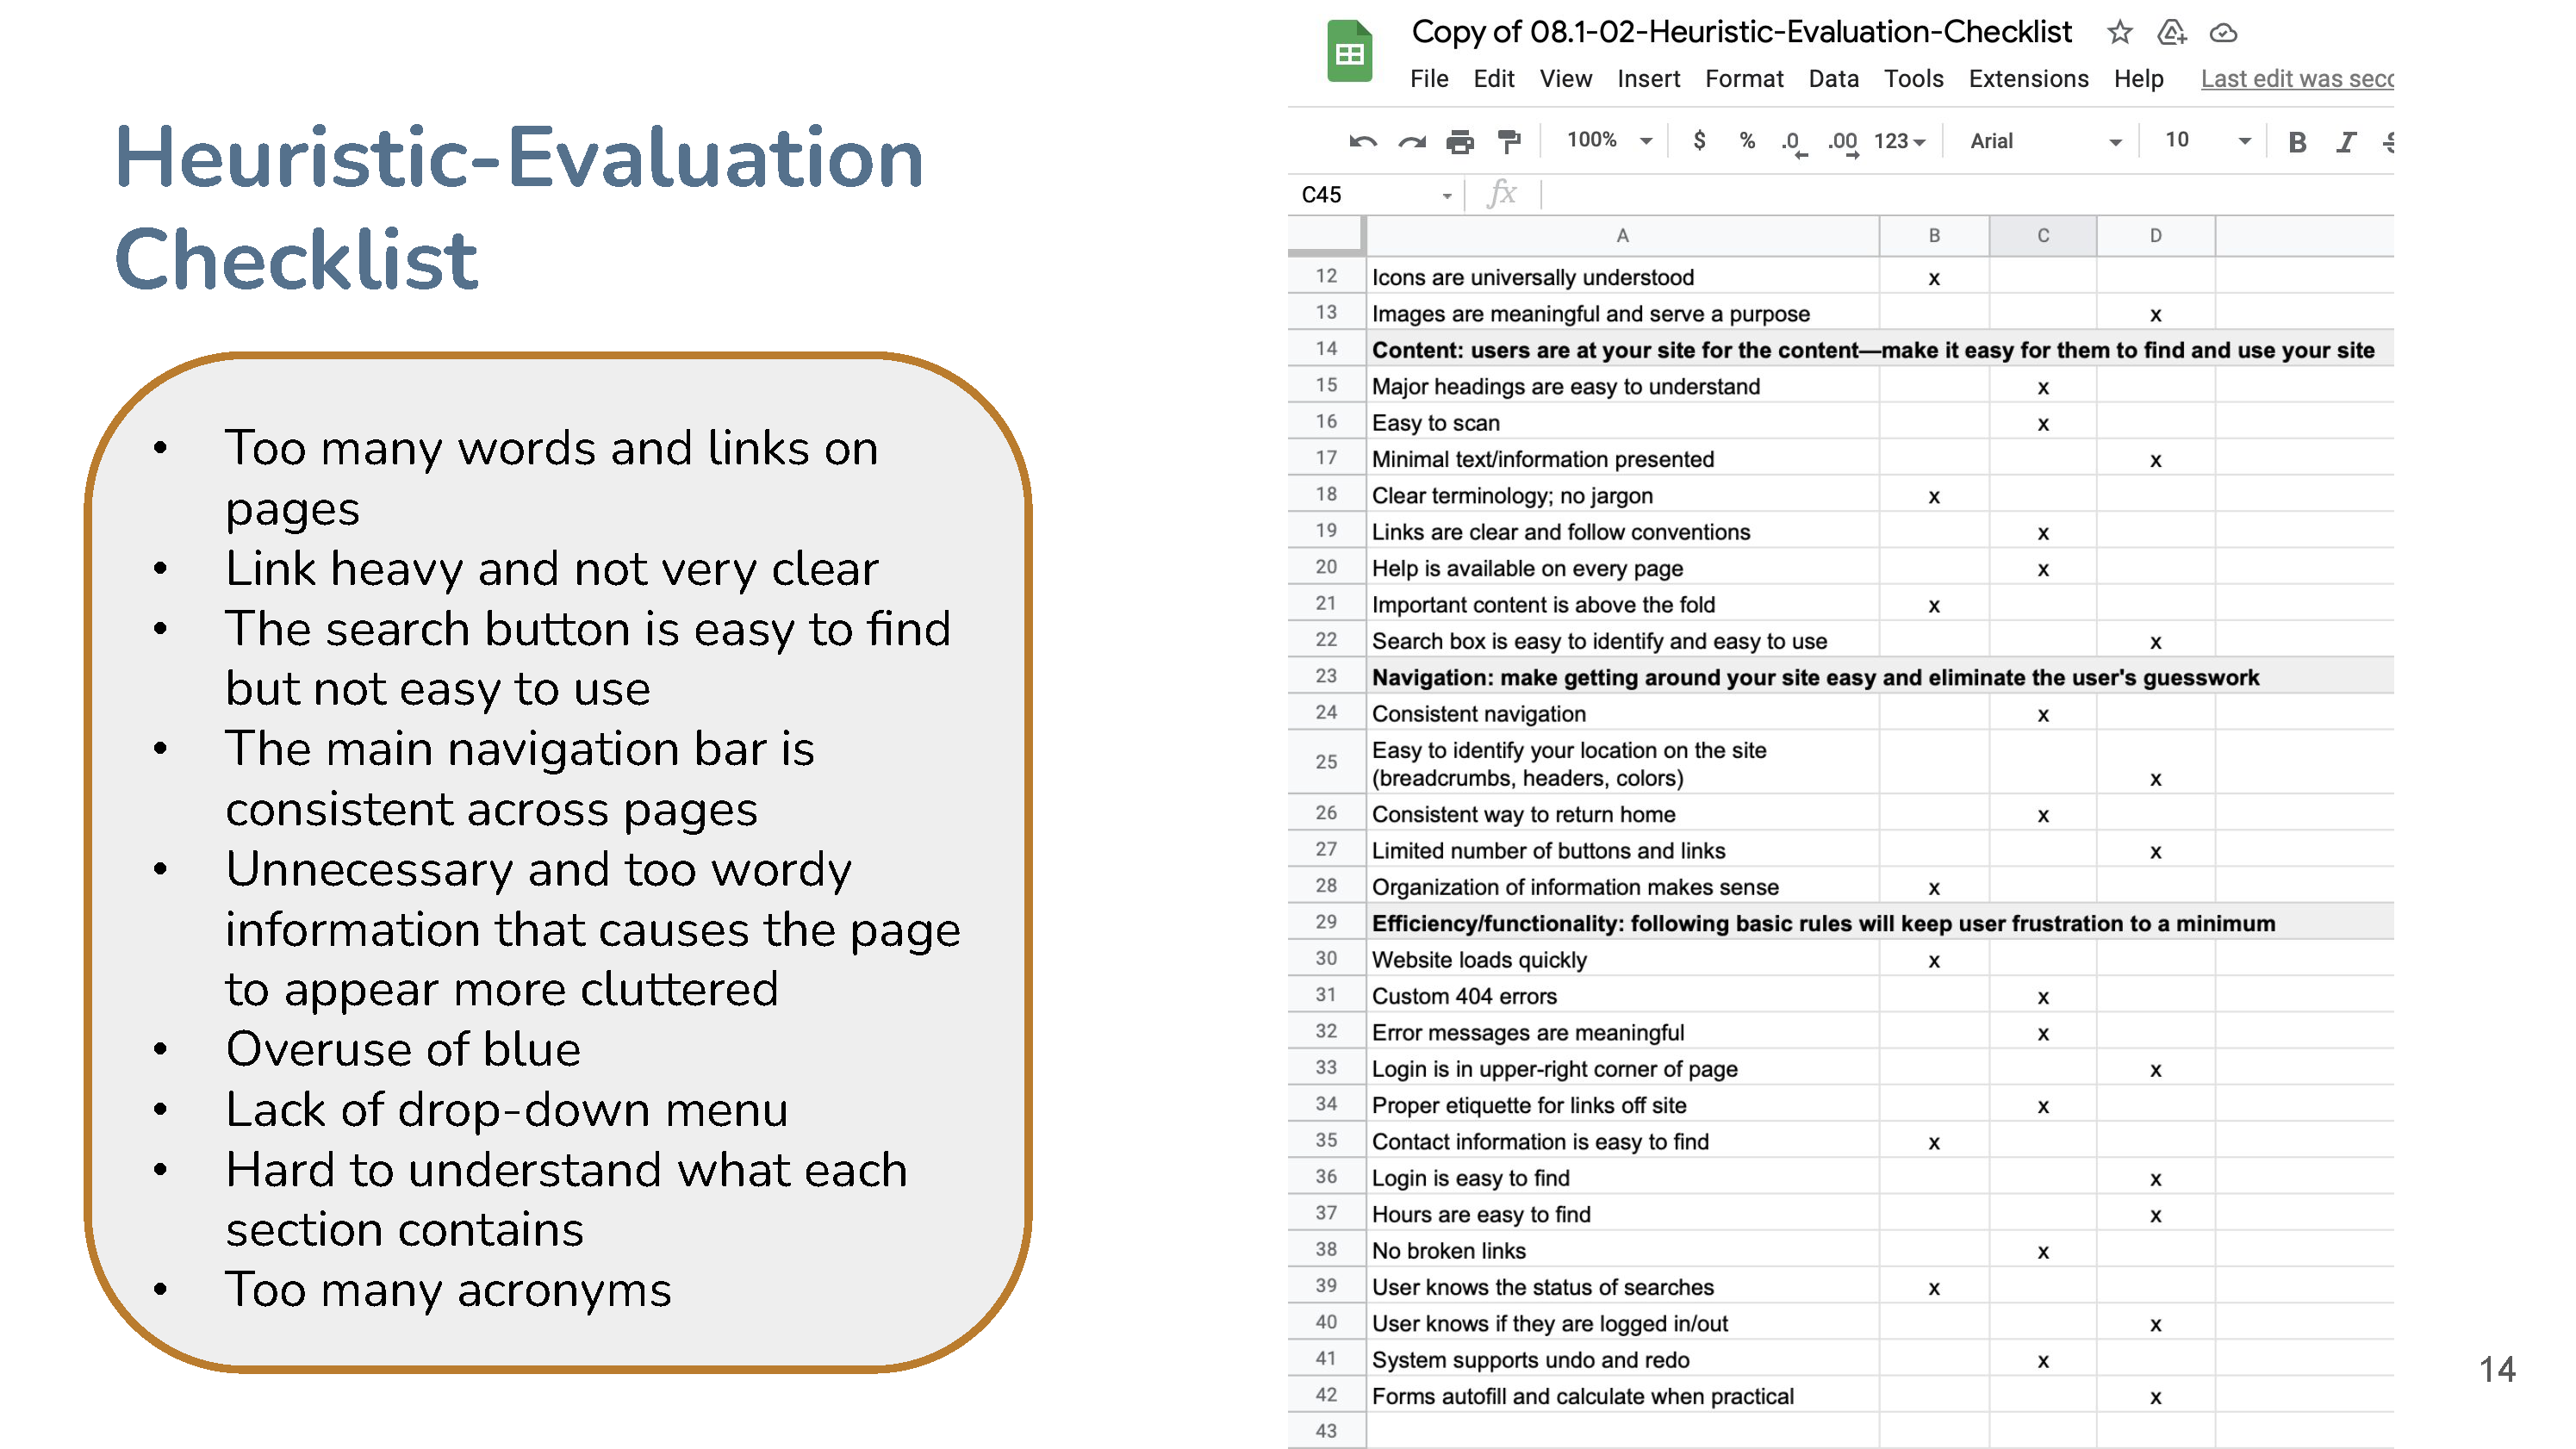 Heuristic-Evaluation
Checklist
• Too many words and links on
pages
• Link heavy and not very clear
• The search button is easy to find
but not easy to use
• The main navigation bar is
consistent across pages
• Unnecessary and too wordy
information that causes the page
to appear more cluttered
• Overuse of blue
• Lack of drop-down menu
• Hard to understand what each
section contains
• Too many acronyms
Copy of 08.1-02-Heuristic-Evaluation-Checklist
File Edit View Insert Format Data Tools Extensions Help Last edit was
100% $ % .0 .00 123 Arial 10 B I
C45 fx
A B C D
12 Icons are universally understood x
13 Images are meaningful and serve a purpose x
14 Content: users are at your site for the content—make it easy for them to find and use your site
15 Major headings are easy to understand x
16 Easy to scan x
17 Minimal text/information presented x
18 Clear terminology; no jargon x
19 Links are clear and follow conventions x
20 Help is available on every page x
21 Important content is above the fold x
22 Search box is easy to identify and easy to use x
23 Navigation: make getting around your site easy and eliminate the user's guesswork
24 Consistent navigation x
25 Easy to identify your location on the site
(breadcrumbs, headers, colors) x
26 Consistent way to return home x
27 Limited number of buttons and links x
28 Organization of information makes sense x
29 Efficiency/functionality: following basic rules will keep user frustration to a minimum
30 Website loads quickly x
31 Custom 404 errors x
32 Error messages are meaningful x
33 Login is in upper-right corner of page x
34 Proper etiquette for links off site x
35 Contact information is easy to find x
36 Login is easy to find x
37 Hours are easy to find x
38 No broken links x
39 User knows the status of searches x
40 User knows if they are logged in/out x
41 System supports undo and redo x
42 Forms autofill and calculate when practical x
43
14